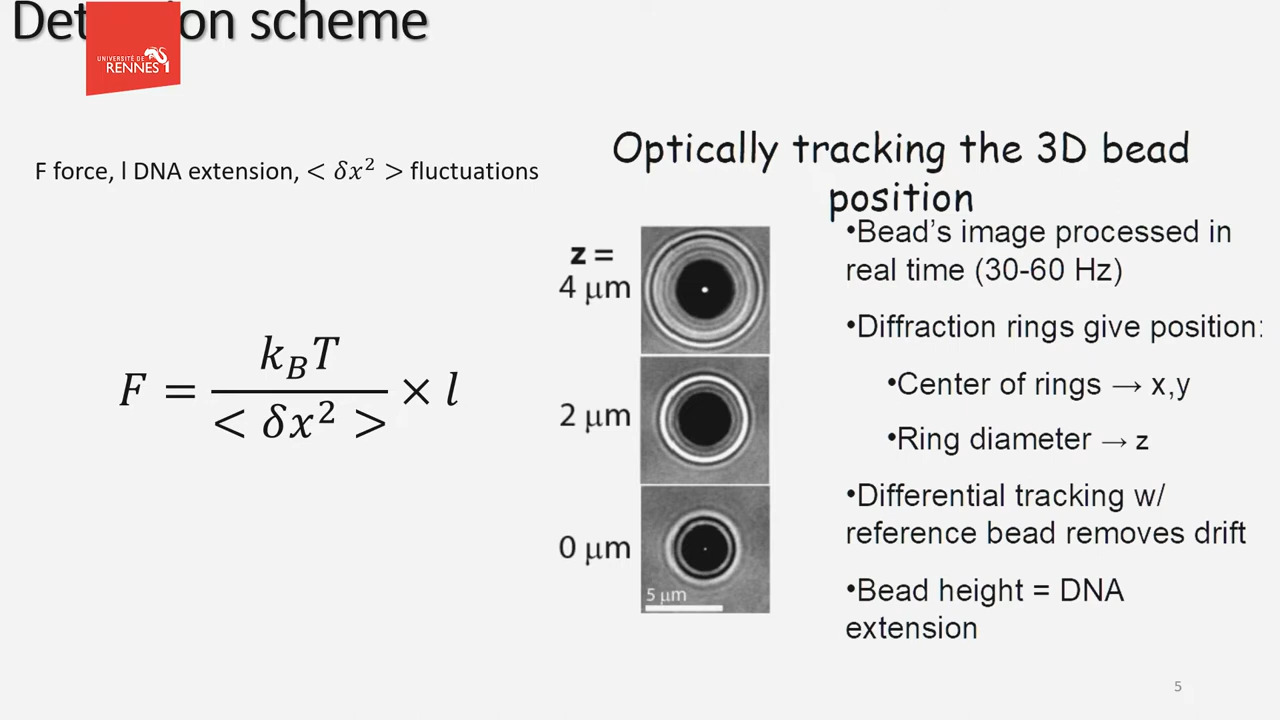 Det on scheme
UNIVERSITÉ DE
RENNES 1
F force, l DNA extension, < 𝛿𝑥² > fluctuations
F = k_B T / < 𝛿x² > × l
Optically tracking the 3D bead
position
z =
4 μm
2 μm
0 μm
5 μm
•Bead's image processed in
real time (30-60 Hz)
•Diffraction rings give position:
•Center of rings → x,y
•Ring diameter → z
•Differential tracking w/
reference bead removes drift
•Bead height = DNA
extension
5